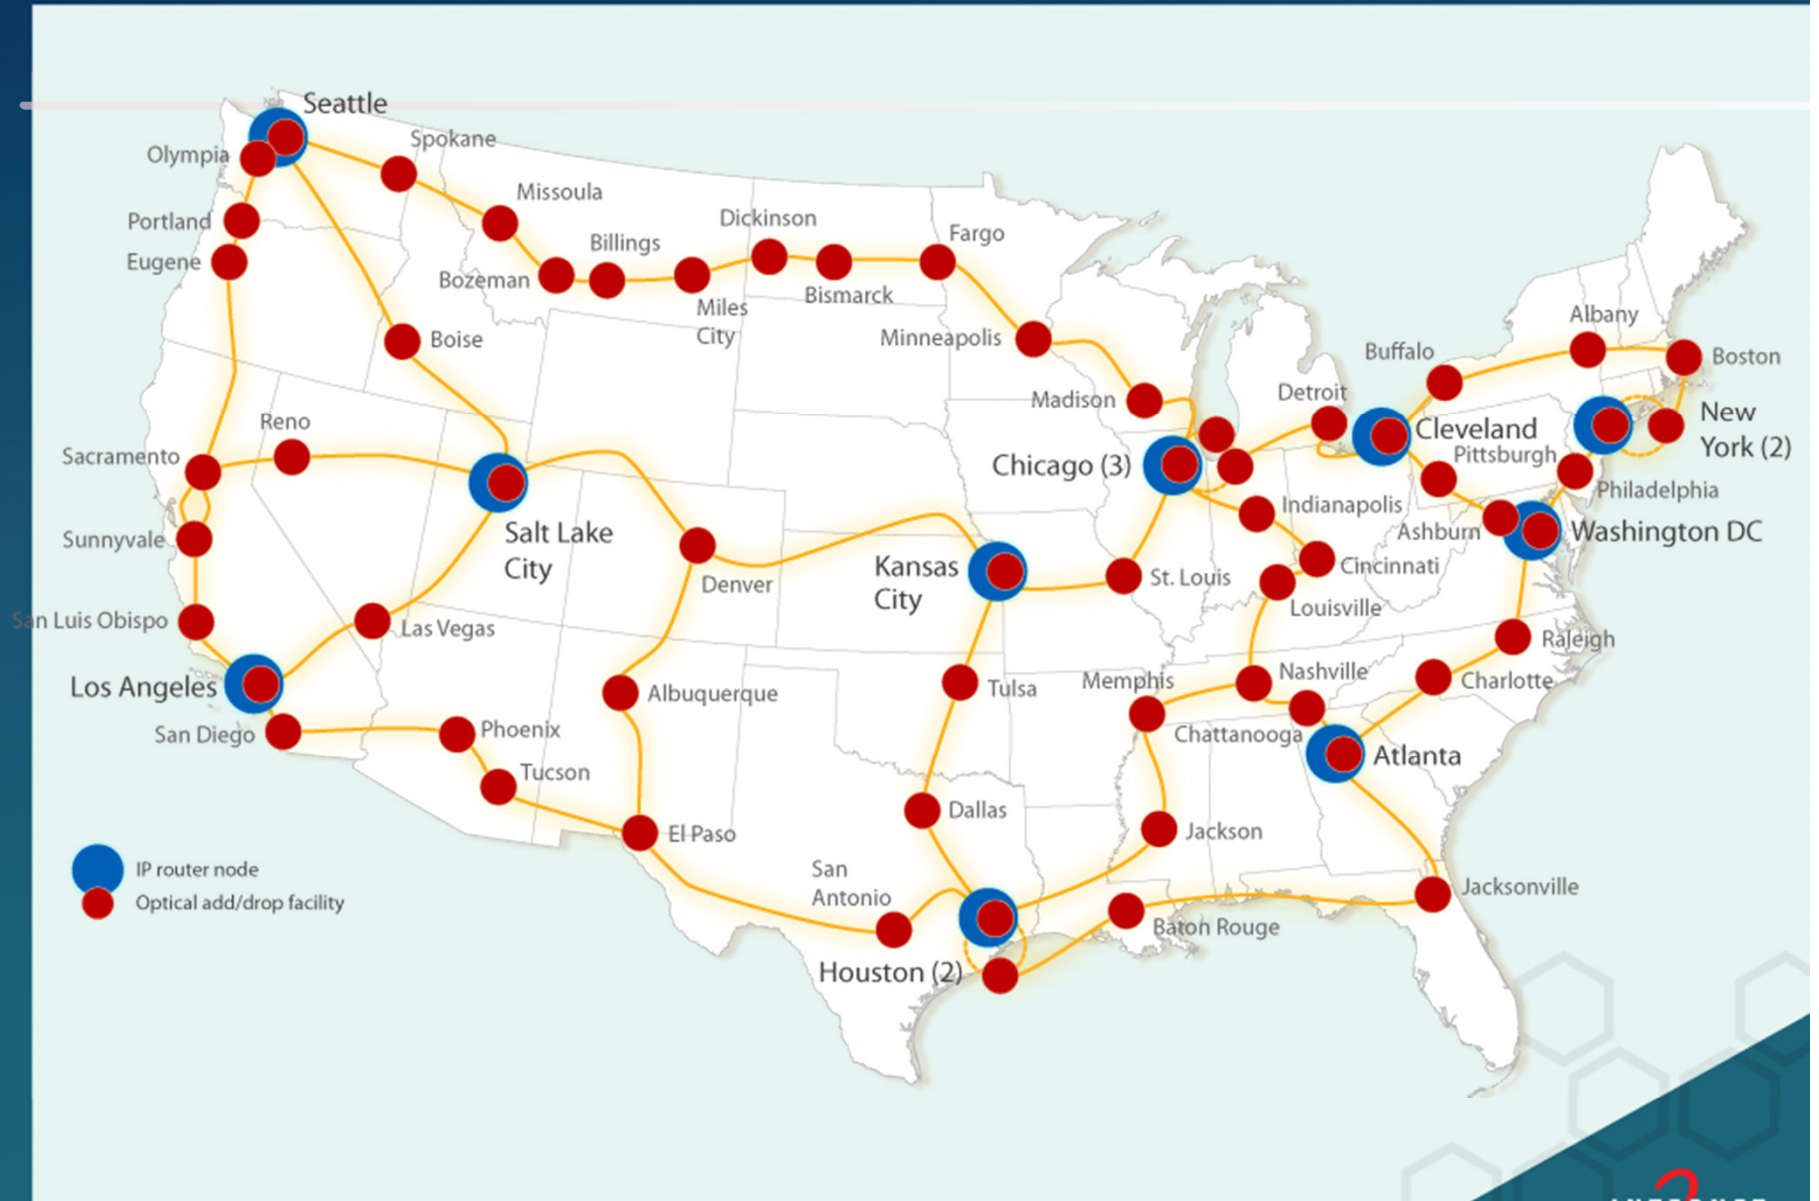 Seattle
Spokane
Olympia
Missoula
Portland
Dickinson
Fargo
Billings
Eugene
Bozeman
Bismarck
Miles
City
Albany
Boise
Minneapolis
Buffalo
Boston
Detroit
Madison
New
York (2)
Reno
Cleveland
Pittsburgh
Sacramento
Chicago (3)
Philadelphia
Indianapolis
Salt Lake
City
Ashburn
Washington DC
Sunnyvale
Kansas
City
Denver
St. Louis
Cincinnati
Louisville
San Luis Obispo
Las Vegas
Raleigh
Los Angeles
Albuquerque
Tulsa
Memphis
Nashville
Charlotte
San Diego
Phoenix
Chattanooga
Atlanta
Tucson
Dallas
El Paso
Jackson
San
Antonio
IP router node
Optical add/drop facility
Jacksonville
Baton Rouge
Houston (2)